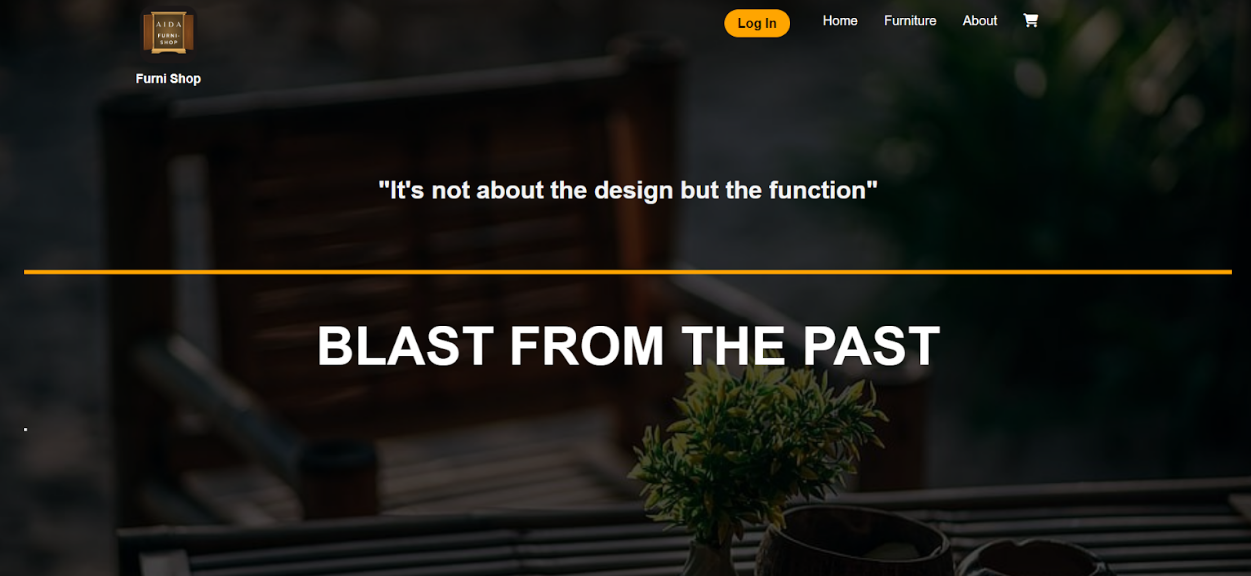 AIDA
FURNI-
SHOP
Furni Shop
Log In
Home
Furniture
About
"It's not about the design but the function"
BLAST FROM THE PAST
.